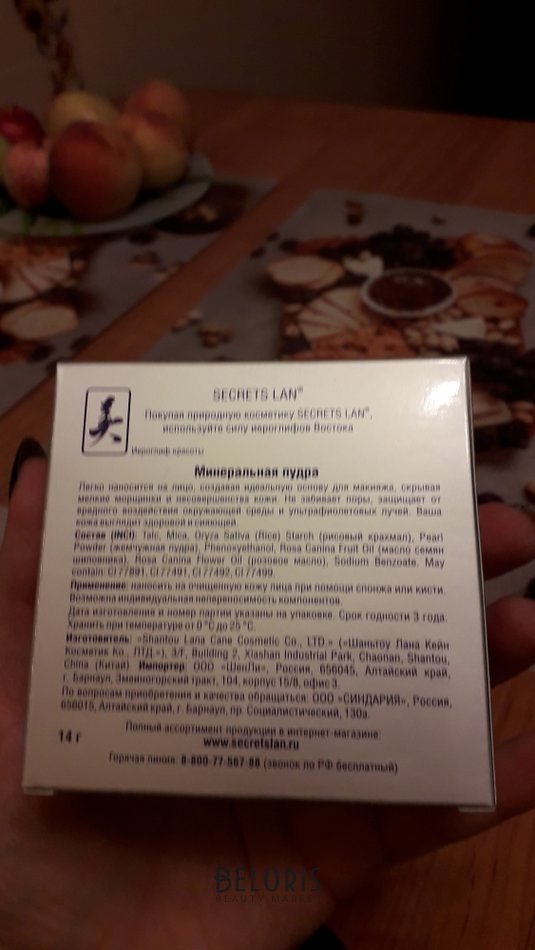 SECRETS LAN®
Покупая природную косметику SECRETS LAN®,
используйте силу иероглифов Востока
美
Иероглиф красоты
Минеральная пудра
Легко наносится на лицо, создавая идеальную основу для макияжа, скрывая
мелкие морщинки и несовершенства кожи. Не забивает поры, защищает от
вредного воздействия окружающей среды и ультрафиолетовых лучей. Ваша
кожа выглядит здоровой и сияющей.
Состав (INCI): Talc, Mica, Oryza Sativa (Rice) Starch (рисовый крахмал), Pearl
Powder (жемчужная пудра), Phenoxyethanol, Rosa Canina Fruit Oil (масло семян
шиповника), Rosa Canina Flower Oil (розовое масло), Sodium Benzoate. May
contain: CI 77891, CI 77491, CI 77492, CI 77499.
Применение: наносить на очищенную кожу лица при помощи спонжа или кисти.
Возможна индивидуальная непереносимость компонентов.
Дата изготовления и номер партии указаны на упаковке. Срок годности 3 года.
Хранить при температуре от 0°С до 25°С.
Изготовитель: «Shantou Lana Cane Cosmetic Co., LTD.» («Шаньтоу Лана Кейн
Косметик Ко., ЛТД.»), 3/F, Building 2, Xiashan Industrial Park, Chaonan, Shantou,
China (Китай). Импортер: ООО «ШенЛи», Россия, 656045, Алтайский край,
г. Барнаул, Змеиногорский тракт, 104, корпус 15/8, офис 3.
По вопросам приобретения и качества обращаться: ООО «СИНДАРИЯ», Россия,
656015, Алтайский край, г. Барнаул, пр. Социалистический, 130а.
14 г
Полный ассортимент продукции в интернет-магазине:
www.secretslan.ru
Горячая линия: 8-800-77-567-88 (звонок по РФ бесплатный)
BELORIS
BEAUTY MARKET